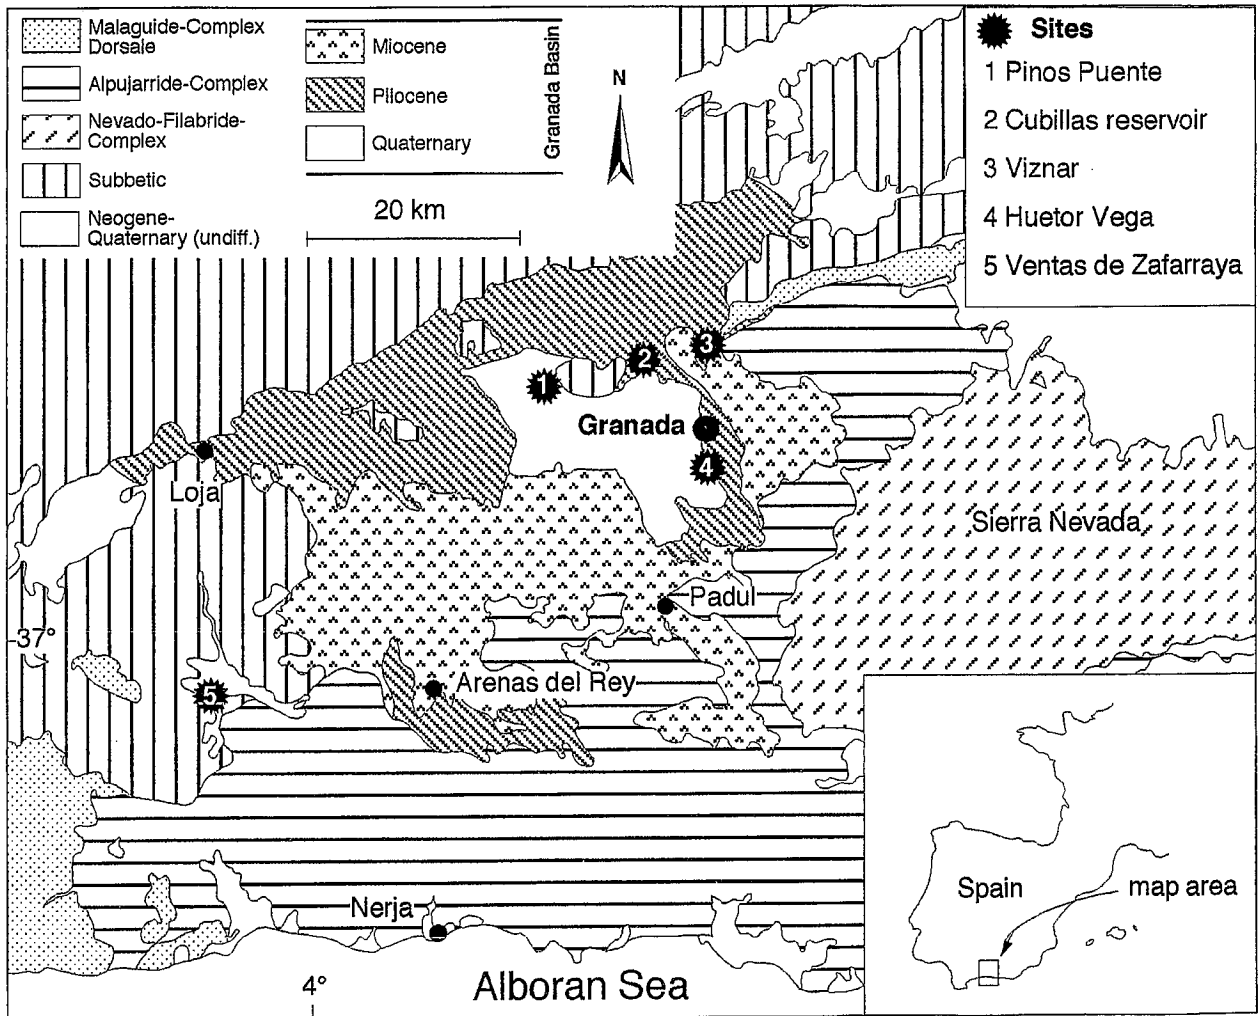 Malaguide-Complex
Dorsale
Alpujarride-Complex
Nevado-Filabride-
Complex
Subbetic
Neogene-
Quaternary (undiff.)
Miocene
Pliocene
Quaternary
Granada Basin
20 km
N
Sites
1 Pinos Puente
2 Cubillas reservoir
3 Viznar
4 Huetor Vega
5 Ventas de Zafarraya
3
2
1
Granada
4
Loja
Sierra Nevada
Padul
37°
5
Arenas del Rey
Nerja
4°
Alboran Sea
Spain
map area